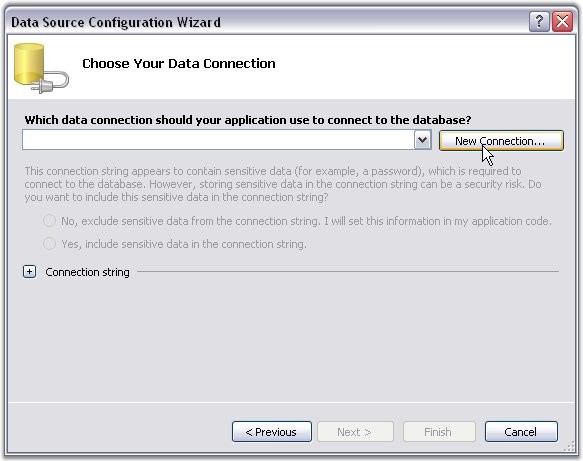 Data Source Configuration Wizard
?
Choose Your Data Connection
Which data connection should your application use to connect to the database?
New Connection...
This connection string appears to contain sensitive data (for example, a password), which is required to
connect to the database. However, storing sensitive data in the connection string can be a security risk. Do
you want to include this sensitive data in the connection string?
No, exclude sensitive data from the connection string. I will set this information in my application code.
Yes, include sensitive data in the connection string.
Connection string
< Previous
Next >
Finish
Cancel